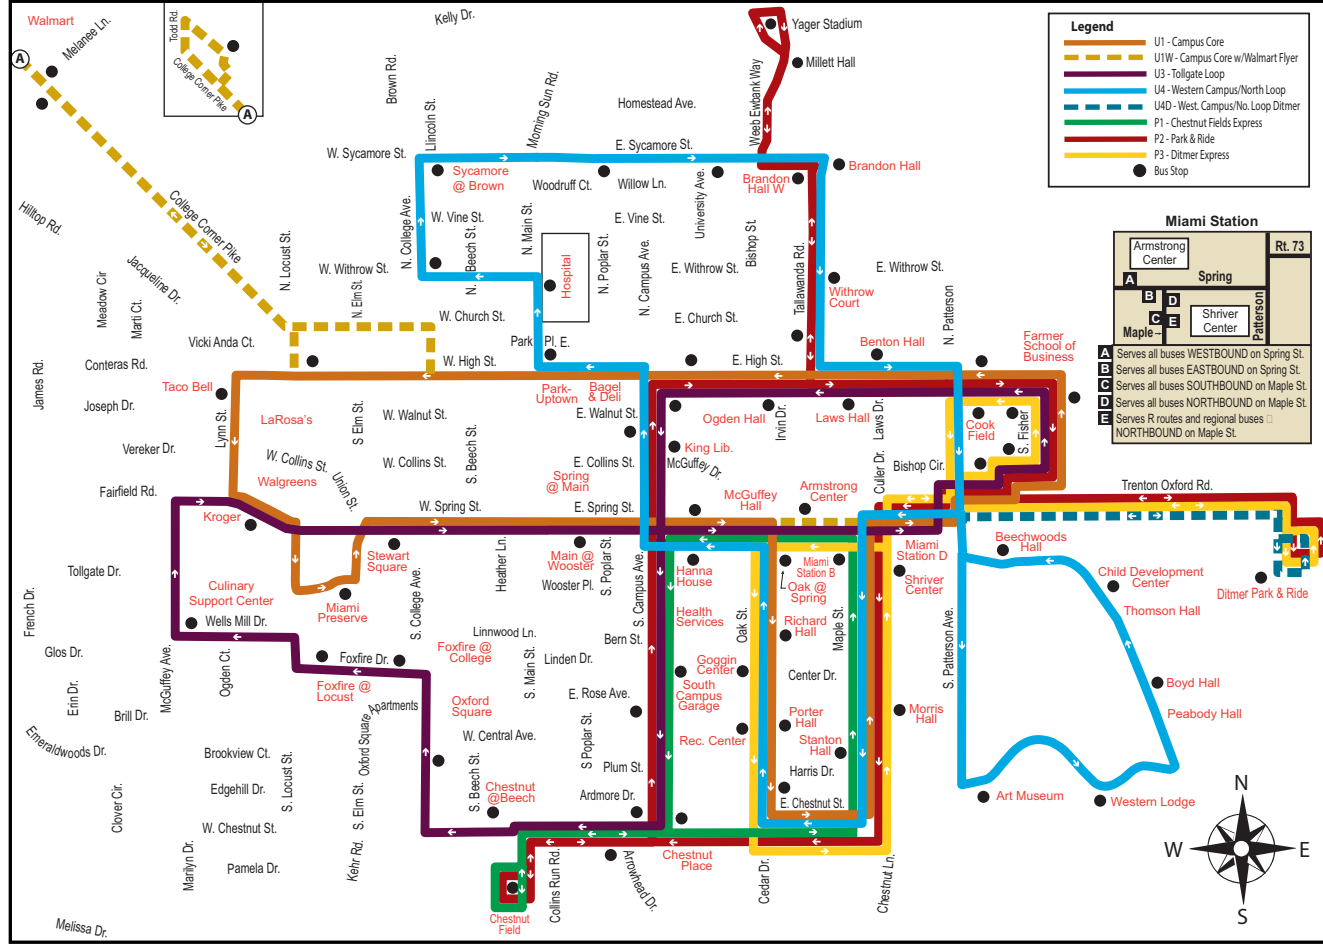 Walmart
Melanee Ln.
A
Todd Rd.
College Corner Pike
A
Kelly Dr.
Brown Rd.
Llincoln St.
Morning Sun Rd.
Homestead Ave.
Weeb Ewbank Way
Yager Stadium
Millett Hall
Legend
U1 - Campus Core
U1W - Campus Core w/Walmart Flyer
U3 - Tollgate Loop
U4 - Western Campus/North Loop
U4D - West. Campus/No. Loop Ditmer
P1 - Chestnut Fields Express
P2 - Park & Ride
P3 - Ditmer Express
Bus Stop
W. Sycamore St.
E. Sycamore St.
Sycamore
@ Brown
Woodruff Ct.
Willow Ln.
University Ave.
Brandon
Hall W
Brandon Hall
Hilltop Rd.
College Corner Pike
N. College Ave.
W. Vine St.
N. Main St.
E. Vine St.
Bishop St.
Tallawanda Rd.
Miami Station
Armstrong
Center
Rt. 73
A
Spring
B
D
C
E
Maple→
Shriver
Center
Patterson
A Serves all buses WESTBOUND on Spring St.
B Serves all buses EASTBOUND on Spring St.
C Serves all buses SOUTHBOUND on Maple St.
D Serves all buses NORTHBOUND on Maple St.
E Serves R routes and regional buses
NORTHBOUND on Maple St.
Jacqueline Dr.
Meadow Cir
Marti Ct.
N. Locust St.
N. Elm St.
W. Withrow St.
N. Beech St.
Hospital
N. Poplar St.
N. Campus Ave.
E. Withrow St.
E. Withrow St.
Withrow
Court
N. Patterson
W. Church St.
E. Church St.
Vicki Anda Ct.
Park Pl. E.
Benton Hall
Farmer
School of
Business
James Rd.
Conteras Rd.
W. High St.
E. High St.
Taco Bell
Park-
Uptown
Bagel
& Deli
Joseph Dr.
Lynn St.
LaRosa's
S. Elm St.
W. Walnut St.
E. Walnut St.
Ogden Hall
Irvin Dr.
Laws Hall
Laws Dr.
Cook
Field
S. Fisher
Vereker Dr.
W. Collins St.
Union St.
W. Collins St.
S. Beech St.
E. Collins St.
King Lib.
McGuffey Dr.
Culler Dr.
Bishop Cir.
Walgreens
Spring
@ Main
Fairfield Rd.
Kroger
W. Spring St.
E. Spring St.
McGuffey
Hall
Armstrong
Center
Trenton Oxford Rd.
Stewart
Square
Heather Ln.
Main @
Wooster
Wooster Pl.
S. Poplar St.
S. Campus Ave.
Hanna
House
Miami
Station B
Oak @
Spring
Miami
Station D
Shriver
Center
Beechwoods
Hall
Child Development
Center
Thomson Hall
Ditmer Park & Ride
Tollgate Dr.
Culinary
Support Center
Miami
Preserve
S. College Ave.
French Dr.
Wells Mill Dr.
Linnwood Ln.
Bern St.
Health
Services
Oak St.
Richard
Hall
Maple St.
S. Patterson Ave.
Glos Dr.
McGuffey Ave.
Ogden Ct.
Foxfire Dr.
Foxfire @
College
S. Main St.
Linden Dr.
Goggin
Center
Center Dr.
Erin Dr.
Foxfire @
Locust
Oxford
Square
E. Rose Ave.
South
Campus
Garage
Boyd Hall
Peabody Hall
Brill Dr.
Emeraldwoods Dr.
Oxford Square Apartments
W. Central Ave.
S Poplar St.
Rec. Center
Porter
Hall
Stanton
Hall
Morris
Hall
Brookview Ct.
S. Locust St.
Plum St.
Harris Dr.
Clover Cir.
Edgehill Dr.
S. Elm St.
S. Beech St.
Chestnut
@Beech
Ardmore Dr.
E. Chestnut St.
Art Museum
Western Lodge
W. Chestnut St.
Marilyn Dr.
Pamela Dr.
Kehr Rd.
Collins Run Rd.
Arrowhead Dr.
Chestnut
Place
Cedar Dr.
Chestnut Ln.
Chestnut
Field
Melissa Dr.
N
W
E
S